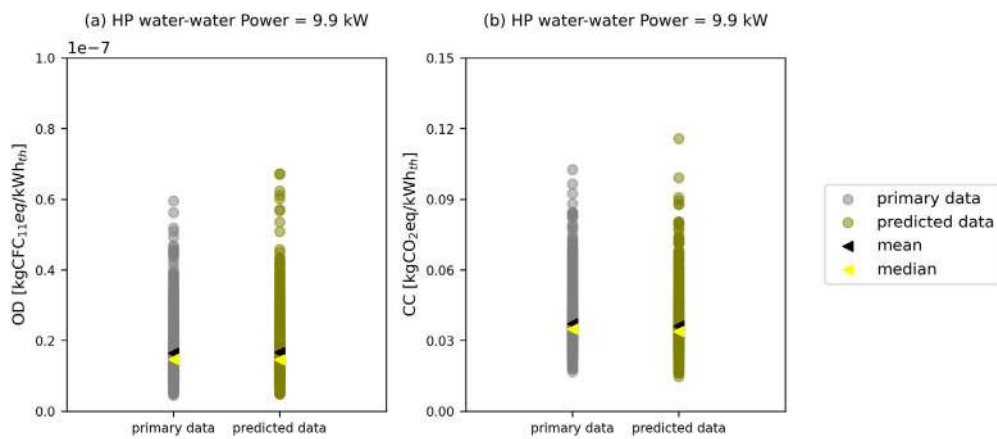 (a) HP water-water Power = 9.9 kW
1e−7
1.0
0.8
0.6
0.4
0.2
0.0
OD [kgCFC₁₁eq/kWhₜₕ]
primary data
predicted data
(b) HP water-water Power = 9.9 kW
0.15
0.12
0.09
0.06
0.03
0.00
CC [kgCO₂eq/kWhₜₕ]
primary data
predicted data
primary data
predicted data
mean
median